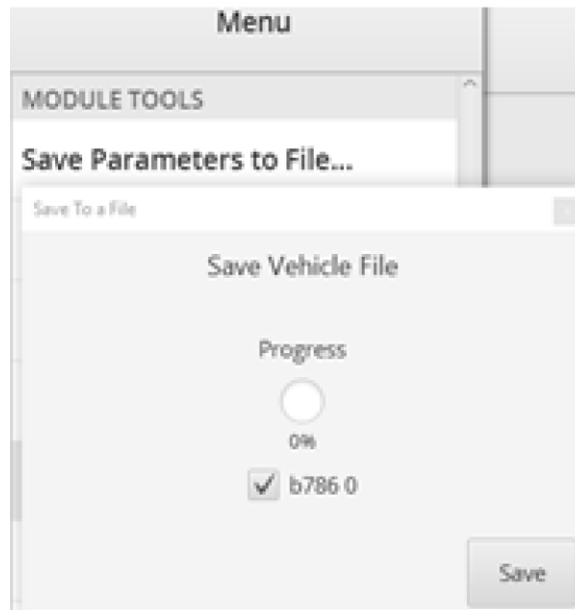 Menu
MODULE TOOLS
Save Parameters to File...
Save To a File
Save Vehicle File
Progress
0%
b786 0
Save